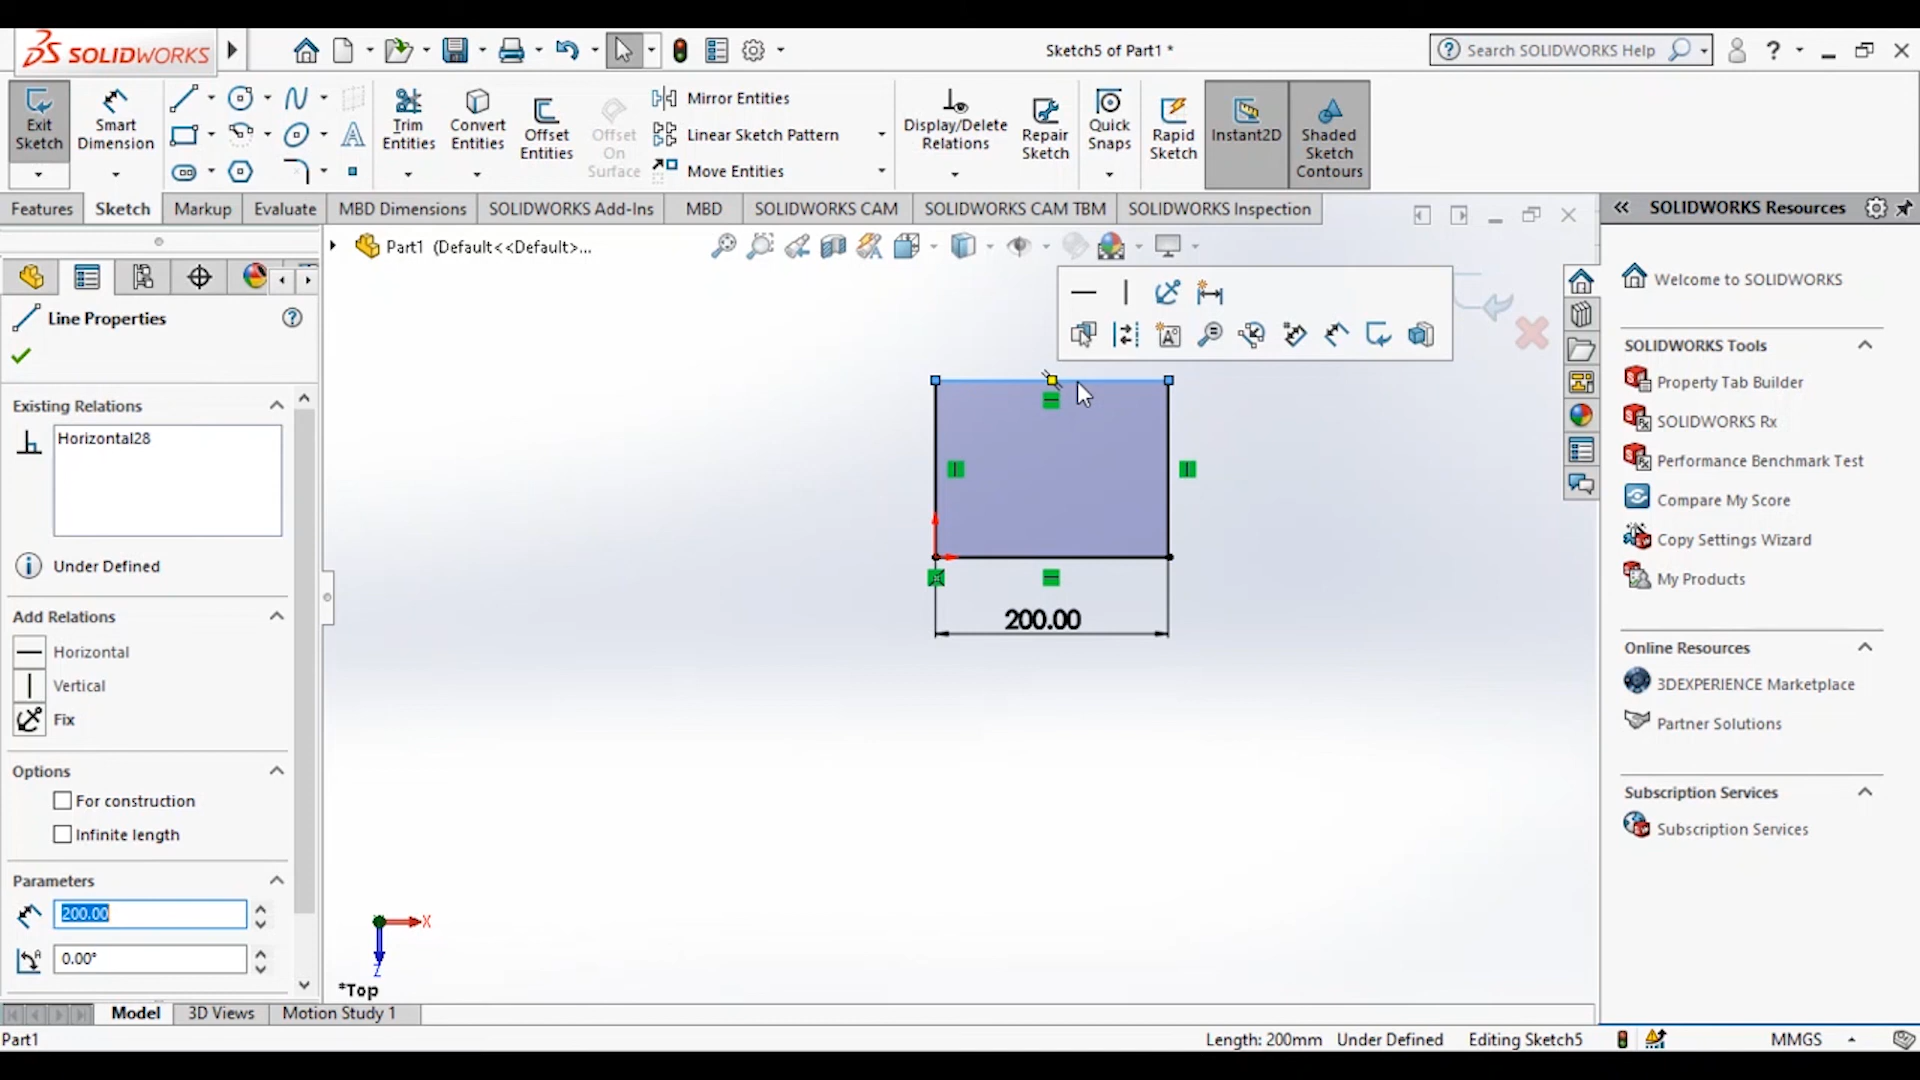 SOLIDWORKS
Sketch5 of Part1 *
Search SOLIDWORKS Help
?
Exit Sketch
Smart Dimension
Trim Entities
Convert Entities
Offset Entities
Offset On Surface
Mirror Entities
Linear Sketch Pattern
Move Entities
Display/Delete Relations
Repair Sketch
Quick Snaps
Rapid Sketch
Instant2D
Shaded Sketch Contours
Features
Sketch
Markup
Evaluate
MBD Dimensions
SOLIDWORKS Add-Ins
MBD
SOLIDWORKS CAM
SOLIDWORKS CAM TBM
SOLIDWORKS Inspection
SOLIDWORKS Resources
Part1 (Default<<Default>...
Line Properties
Existing Relations
Horizontal28
Under Defined
Add Relations
Horizontal
Vertical
Fix
Options
For construction
Infinite length
Parameters
200.00
0.00°
200.00
X
Z
*Top
Welcome to SOLIDWORKS
SOLIDWORKS Tools
Property Tab Builder
SOLIDWORKS Rx
Performance Benchmark Test
Compare My Score
Copy Settings Wizard
My Products
Online Resources
3DEXPERIENCE Marketplace
Partner Solutions
Subscription Services
Subscription Services
Model
3D Views
Motion Study 1
Part1
Length: 200mm
Under Defined
Editing Sketch5
MMGS